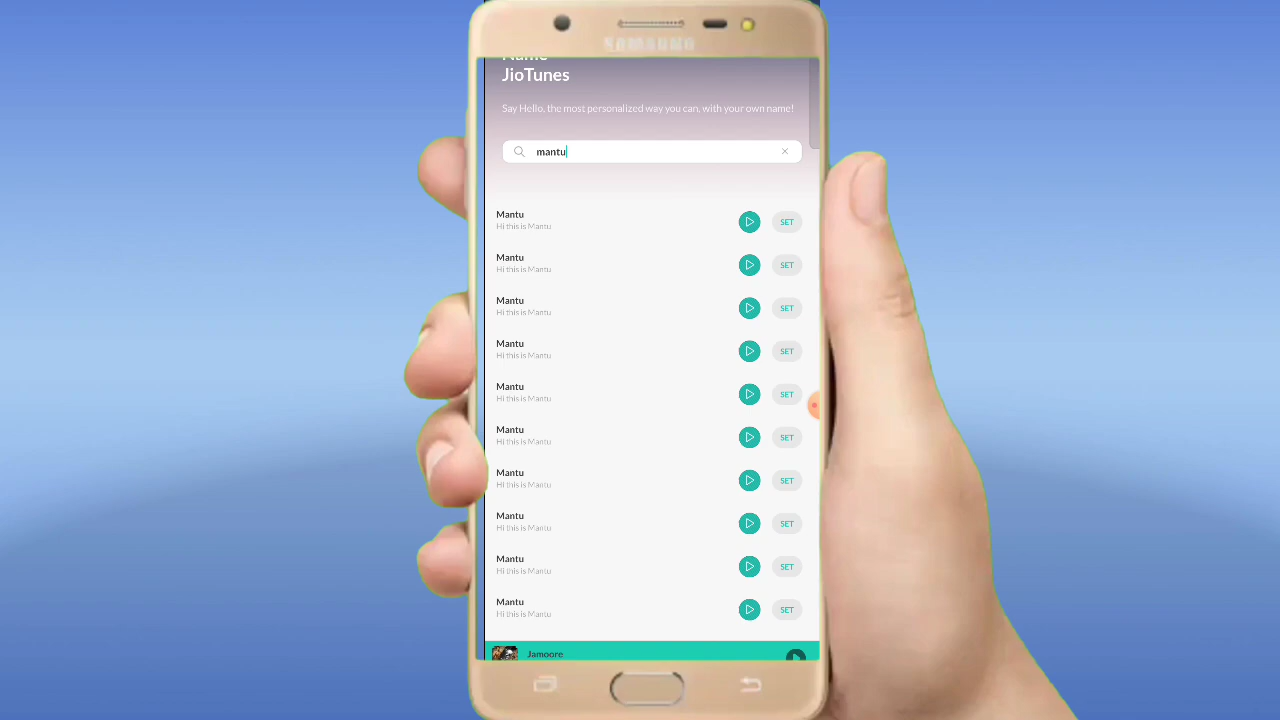 SAMSUNG
Name
JioTunes
Say Hello, the most personalized way you can, with your own name!
mantu
Mantu
Hi this is Mantu
SET
Mantu
Hi this is Mantu
SET
Mantu
Hi this is Mantu
SET
Mantu
Hi this is Mantu
SET
Mantu
Hi this is Mantu
SET
Mantu
Hi this is Mantu
SET
Mantu
Hi this is Mantu
SET
Mantu
Hi this is Mantu
SET
Mantu
Hi this is Mantu
SET
Mantu
Hi this is Mantu
SET
Jamoore